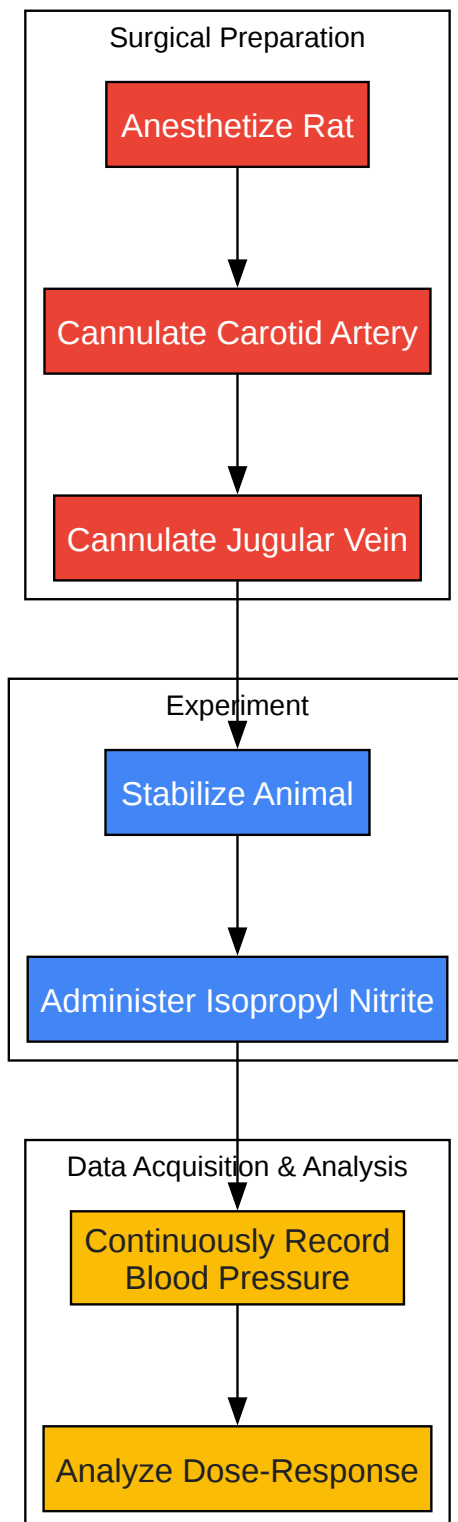 Surgical Preparation
Anesthetize Rat
Cannulate Carotid Artery
Cannulate Jugular Vein
Experiment
Stabilize Animal
Administer Isopropyl Nitrite
Data Acquisition & Analysis
Continuously Record
Blood Pressure
Analyze Dose-Response